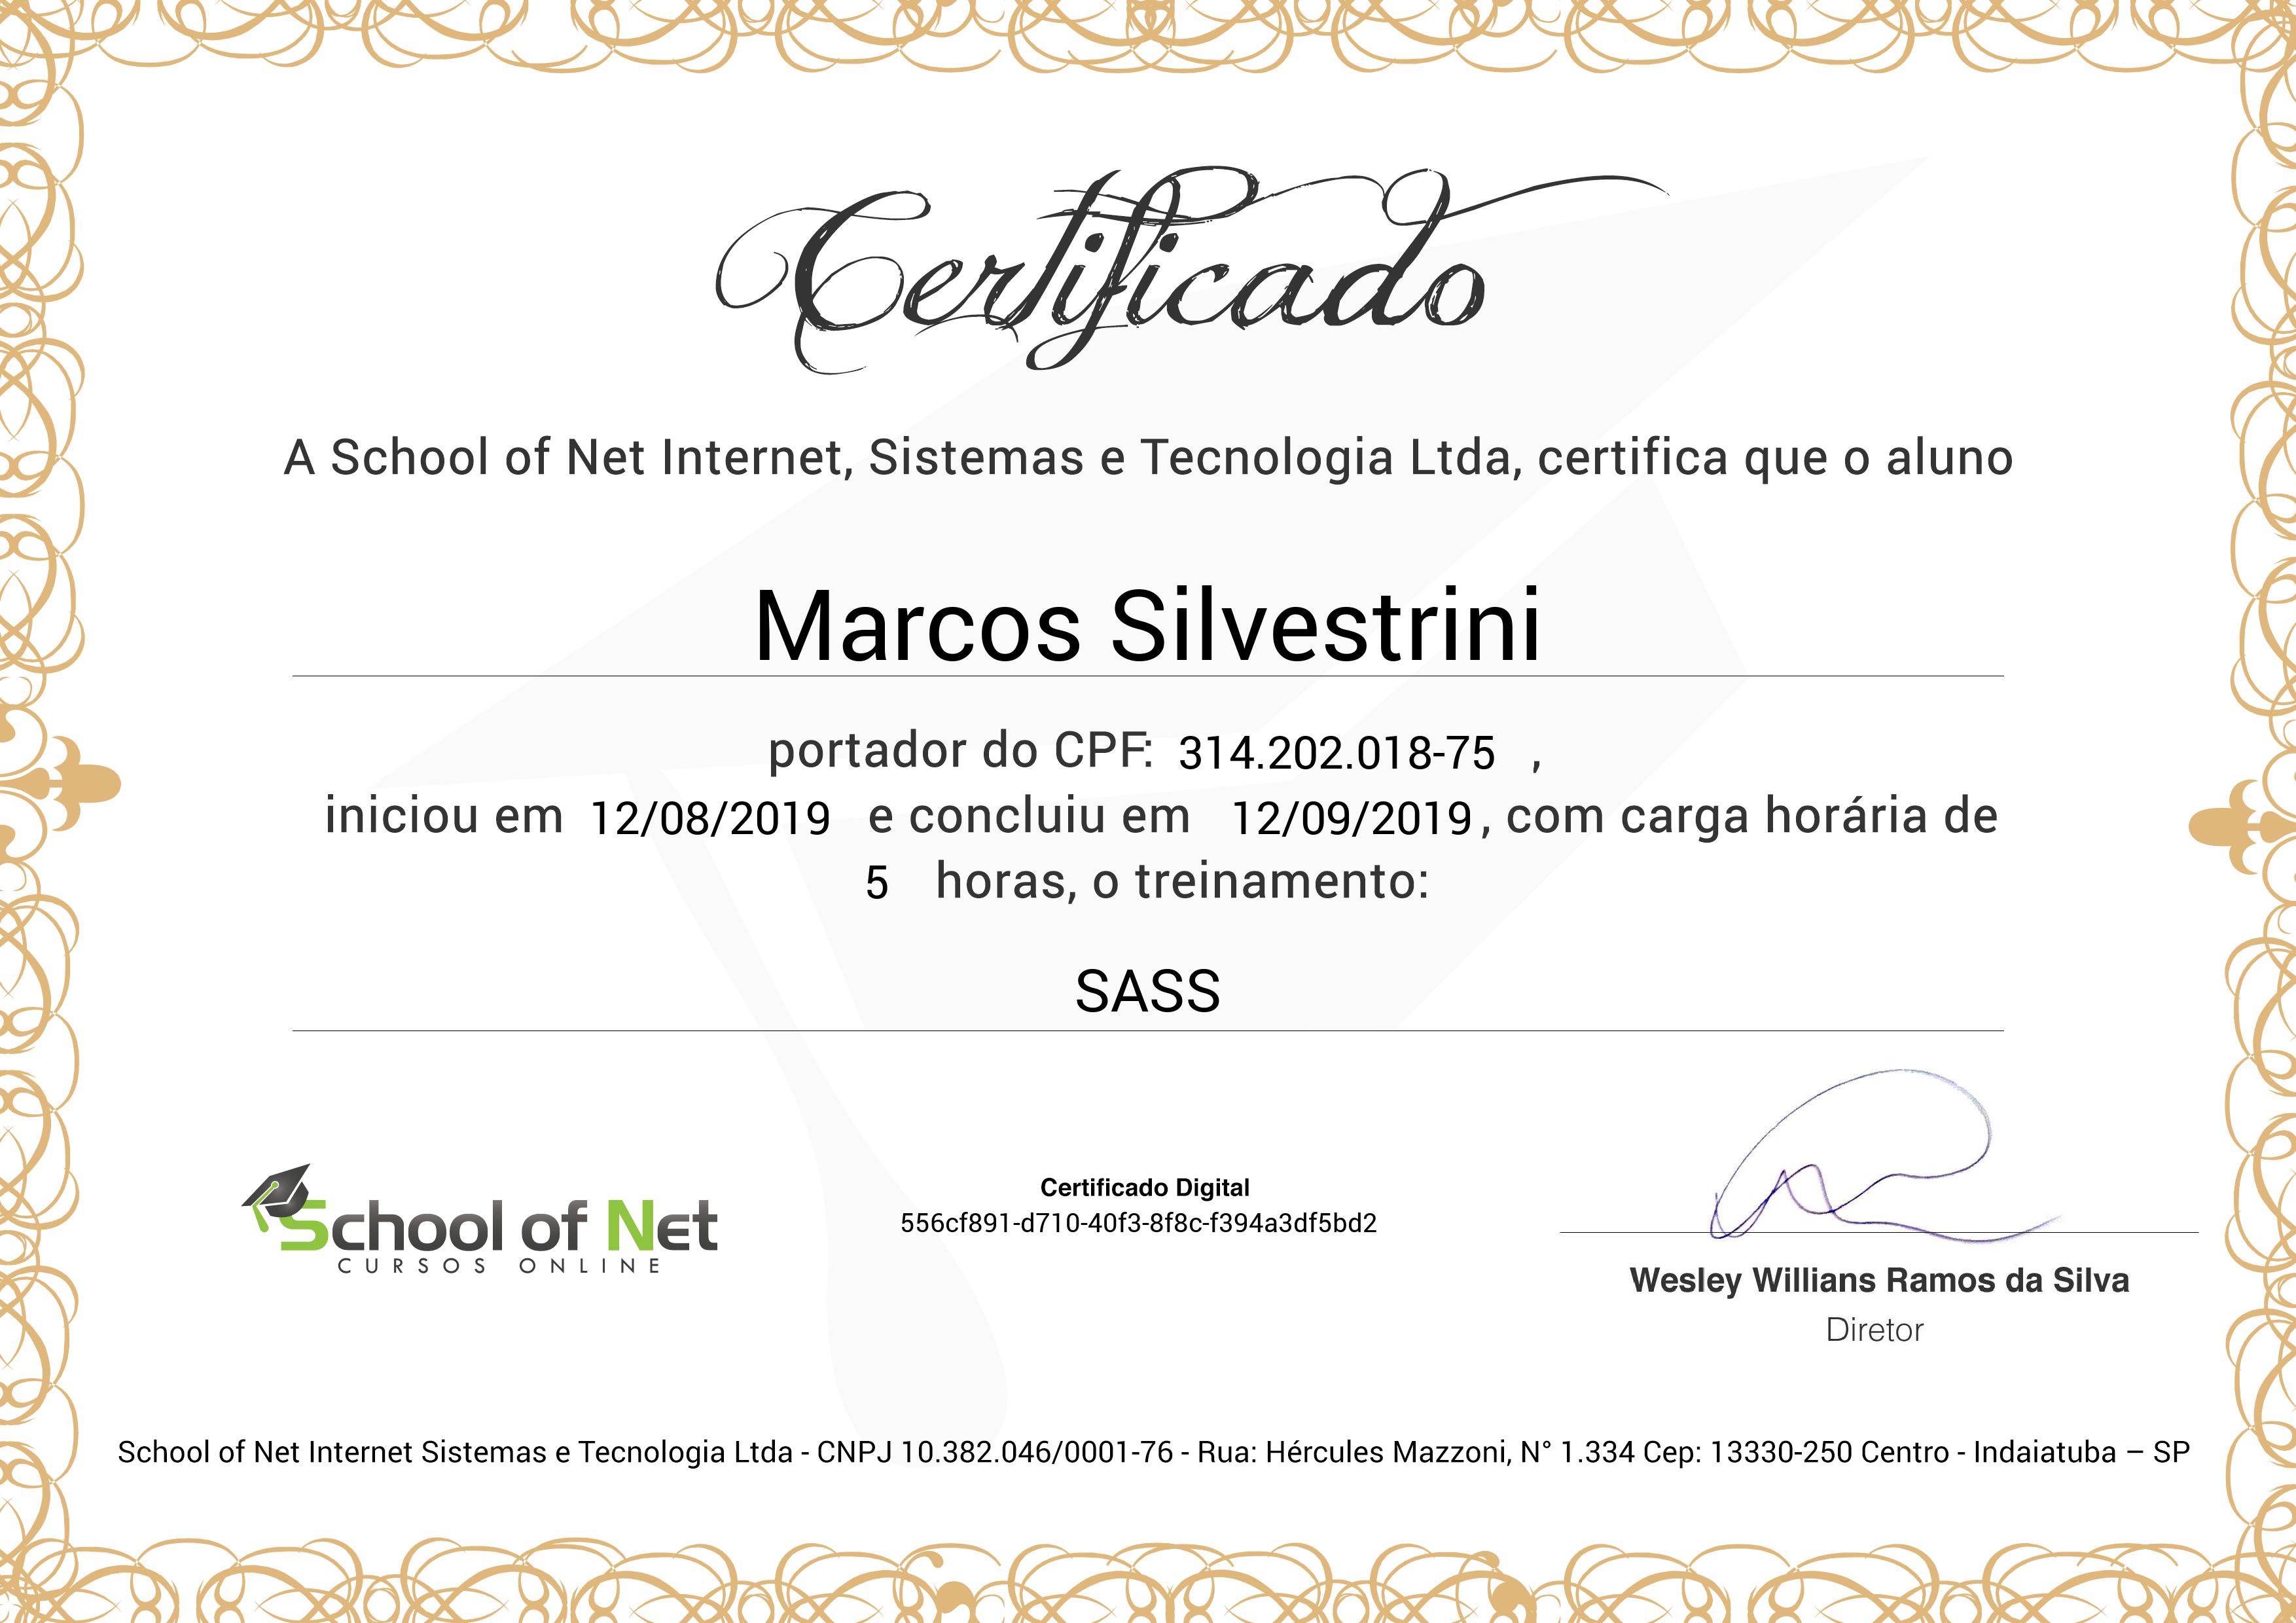 Certificado
A School of Net Internet, Sistemas e Tecnologia Ltda, certifica que o aluno
Marcos Silvestrini
portador do CPF: 314.202.018-75 ,
iniciou em 12/08/2019 e concluiu em 12/09/2019, com carga horária de
5 horas, o treinamento:
SASS
School of Net
CURSOS ONLINE
Certificado Digital
556cf891-d710-40f3-8f8c-f394a3df5bd2
Wesley Willians Ramos da Silva
Diretor
School of Net Internet Sistemas e Tecnologia Ltda - CNPJ 10.382.046/0001-76 - Rua: Hércules Mazzoni, N° 1.334 Cep: 13330-250 Centro - Indaiatuba – SP